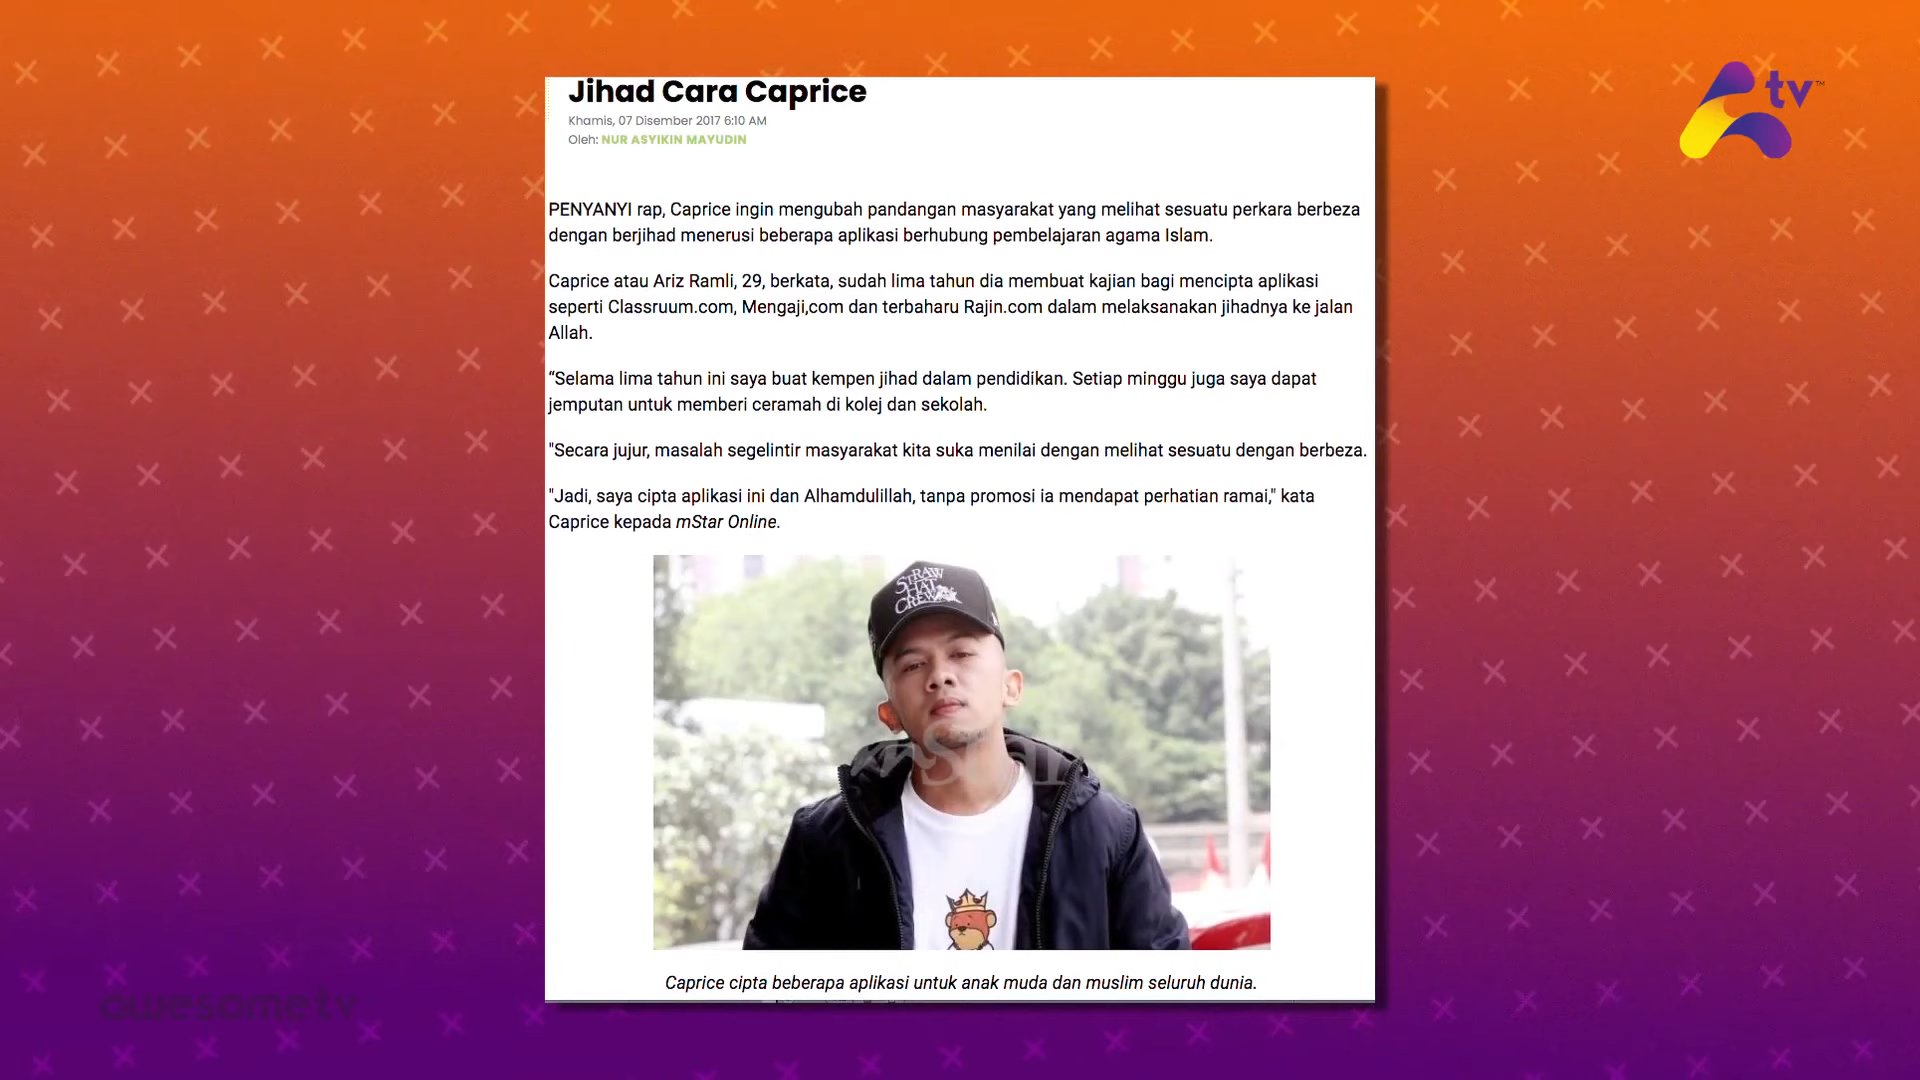 Jihad Cara Caprice
Khamis, 07 Disember 2017 6:10 AM
Oleh: NUR ASYIKIN MAYUDIN
tv™
PENYANYI rap, Caprice ingin mengubah pandangan masyarakat yang melihat sesuatu perkara berbeza
dengan berjihad menerusi beberapa aplikasi berhubung pembelajaran agama Islam.
Caprice atau Ariz Ramli, 29, berkata, sudah lima tahun dia membuat kajian bagi mencipta aplikasi
seperti Classruum.com, Mengaji,com dan terbaharu Rajin.com dalam melaksanakan jihadnya ke jalan
Allah.
“Selama lima tahun ini saya buat kempen jihad dalam pendidikan. Setiap minggu juga saya dapat
jemputan untuk memberi ceramah di kolej dan sekolah.
"Secara jujur, masalah segelintir masyarakat kita suka menilai dengan melihat sesuatu dengan berbeza.
"Jadi, saya cipta aplikasi ini dan Alhamdulillah, tanpa promosi ia mendapat perhatian ramai," kata
Caprice kepada mStar Online.
STRAW
HAT
CREW
mStar
Caprice cipta beberapa aplikasi untuk anak muda dan muslim seluruh dunia.
awesometv